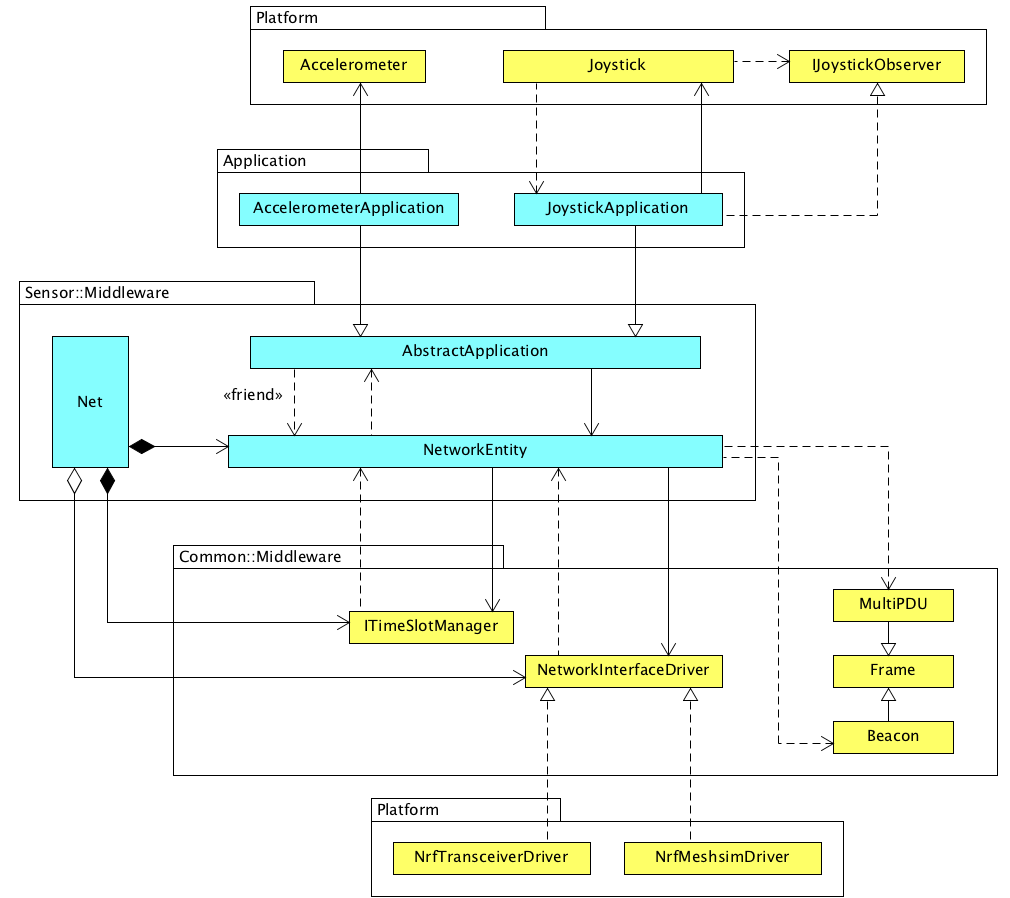 Platform
Accelerometer
Joystick
IJoystickObserver
Application
AccelerometerApplication
JoystickApplication
Sensor::Middleware
AbstractApplication
«friend»
Net
NetworkEntity
Common::Middleware
MultiPDU
ITimeSlotManager
NetworkInterfaceDriver
Frame
Beacon
Platform
NrfTransceiverDriver
NrfMeshsimDriver